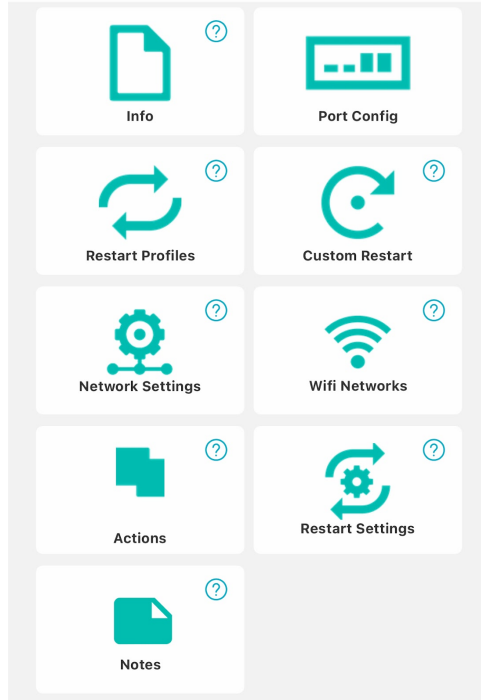 ?
Info
Port Config
?
?
Restart Profiles
Custom Restart
?
?
Network Settings
Wifi Networks
?
?
Actions
Restart Settings
?
Notes